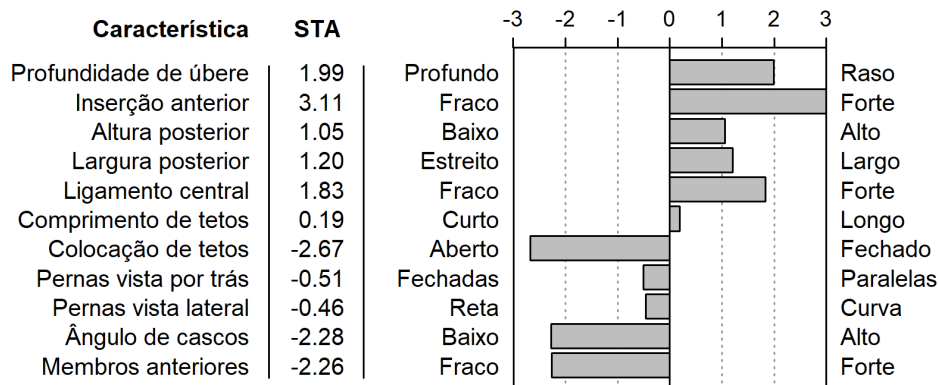 Característica STA -3 -2 -1 0 1 2 3
Profundidade de úbere 1.99 Profundo Raso
Inserção anterior 3.11 Fraco Forte
Altura posterior 1.05 Baixo Alto
Largura posterior 1.20 Estreito Largo
Ligamento central 1.83 Fraco Forte
Comprimento de tetos 0.19 Curto Longo
Colocação de tetos -2.67 Aberto Fechado
Pernas vista por trás -0.51 Fechadas Paralelas
Pernas vista lateral -0.46 Reta Curva
Ângulo de cascos -2.28 Baixo Alto
Membros anteriores -2.26 Fraco Forte